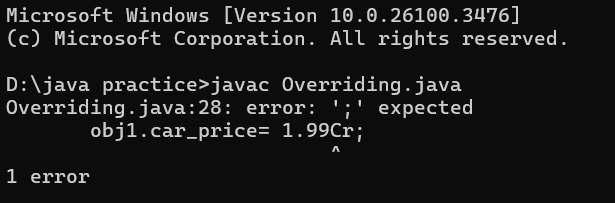 Microsoft Windows [Version 10.0.26100.3476]
(c) Microsoft Corporation. All rights reserved.
D:\java practice>javac Overriding.java
Overriding.java:28: error: ';' expected
obj1.car_price= 1.99Cr;
^
1 error